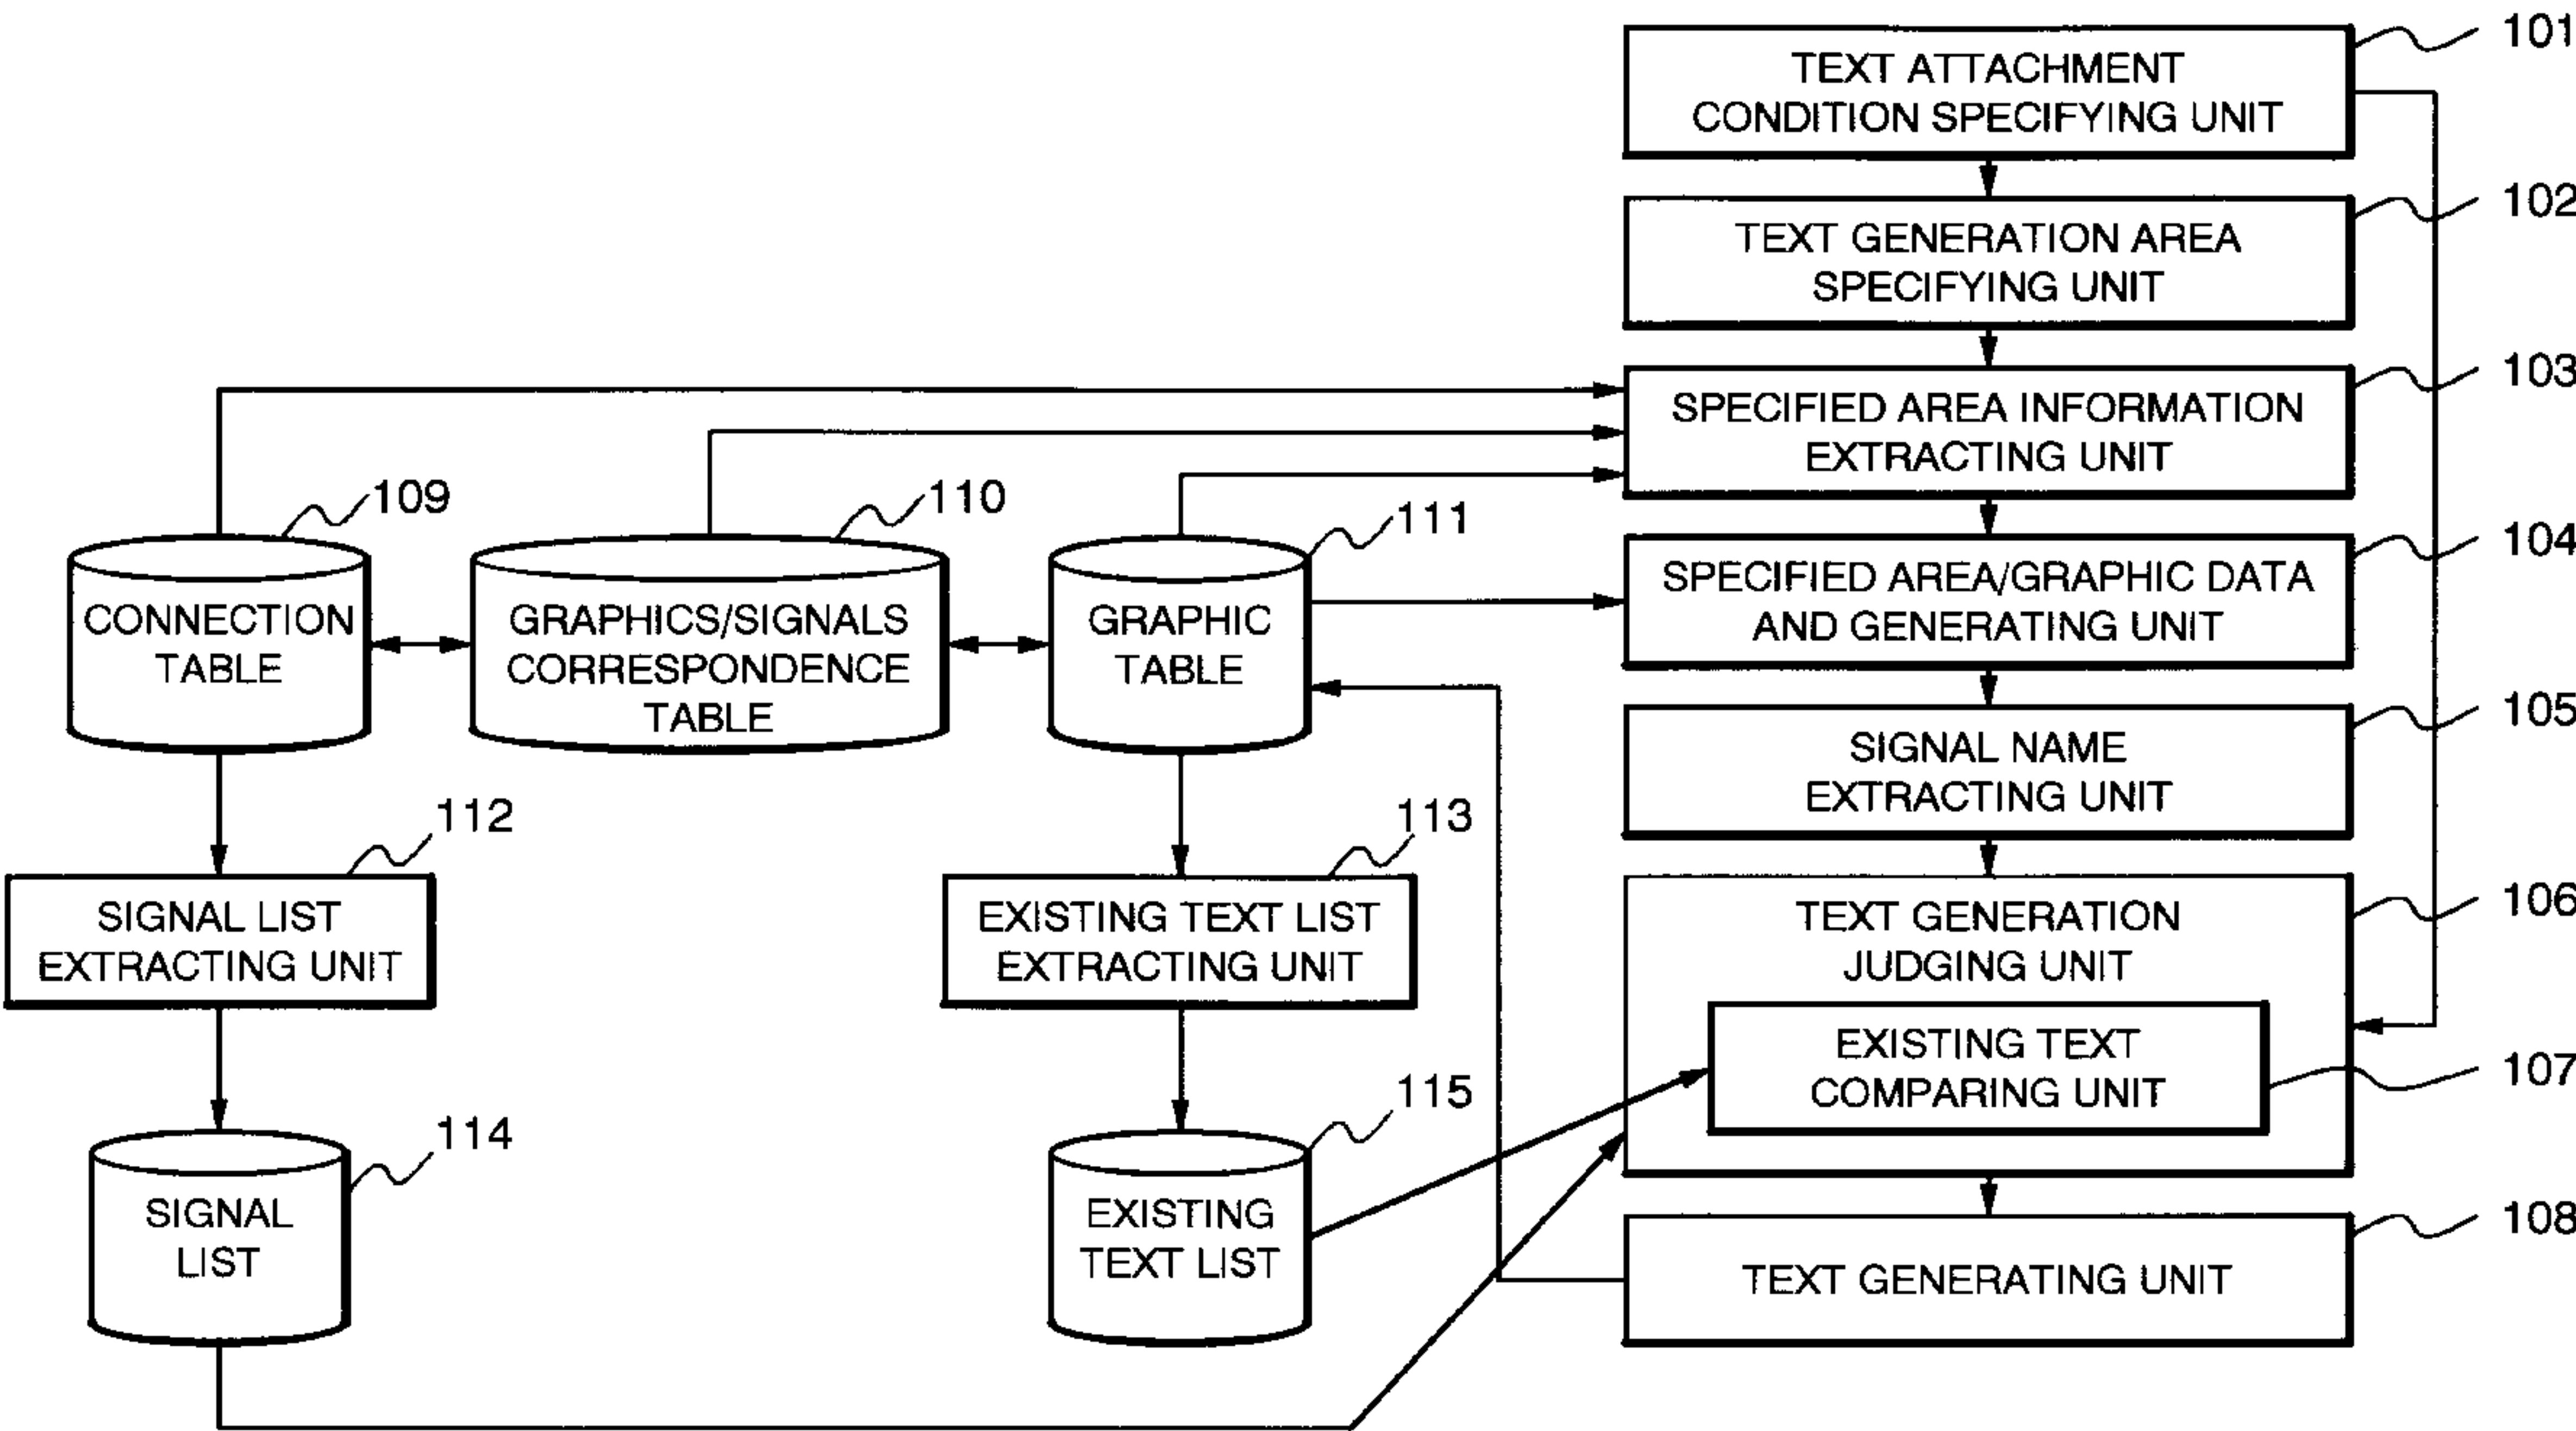 101
TEXT ATTACHMENT
CONDITION SPECIFYING UNIT
102
TEXT GENERATION AREA
SPECIFYING UNIT
103
SPECIFIED AREA INFORMATION
EXTRACTING UNIT
109
110
111
104
CONNECTION
TABLE
GRAPHICS/SIGNALS
CORRESPONDENCE
TABLE
GRAPHIC
TABLE
SPECIFIED AREA/GRAPHIC DATA
AND GENERATING UNIT
105
SIGNAL NAME
EXTRACTING UNIT
112
113
106
SIGNAL LIST
EXTRACTING UNIT
EXISTING TEXT LIST
EXTRACTING UNIT
TEXT GENERATION
JUDGING UNIT
EXISTING TEXT
COMPARING UNIT
107
114
115
SIGNAL
LIST
EXISTING
TEXT LIST
108
TEXT GENERATING UNIT